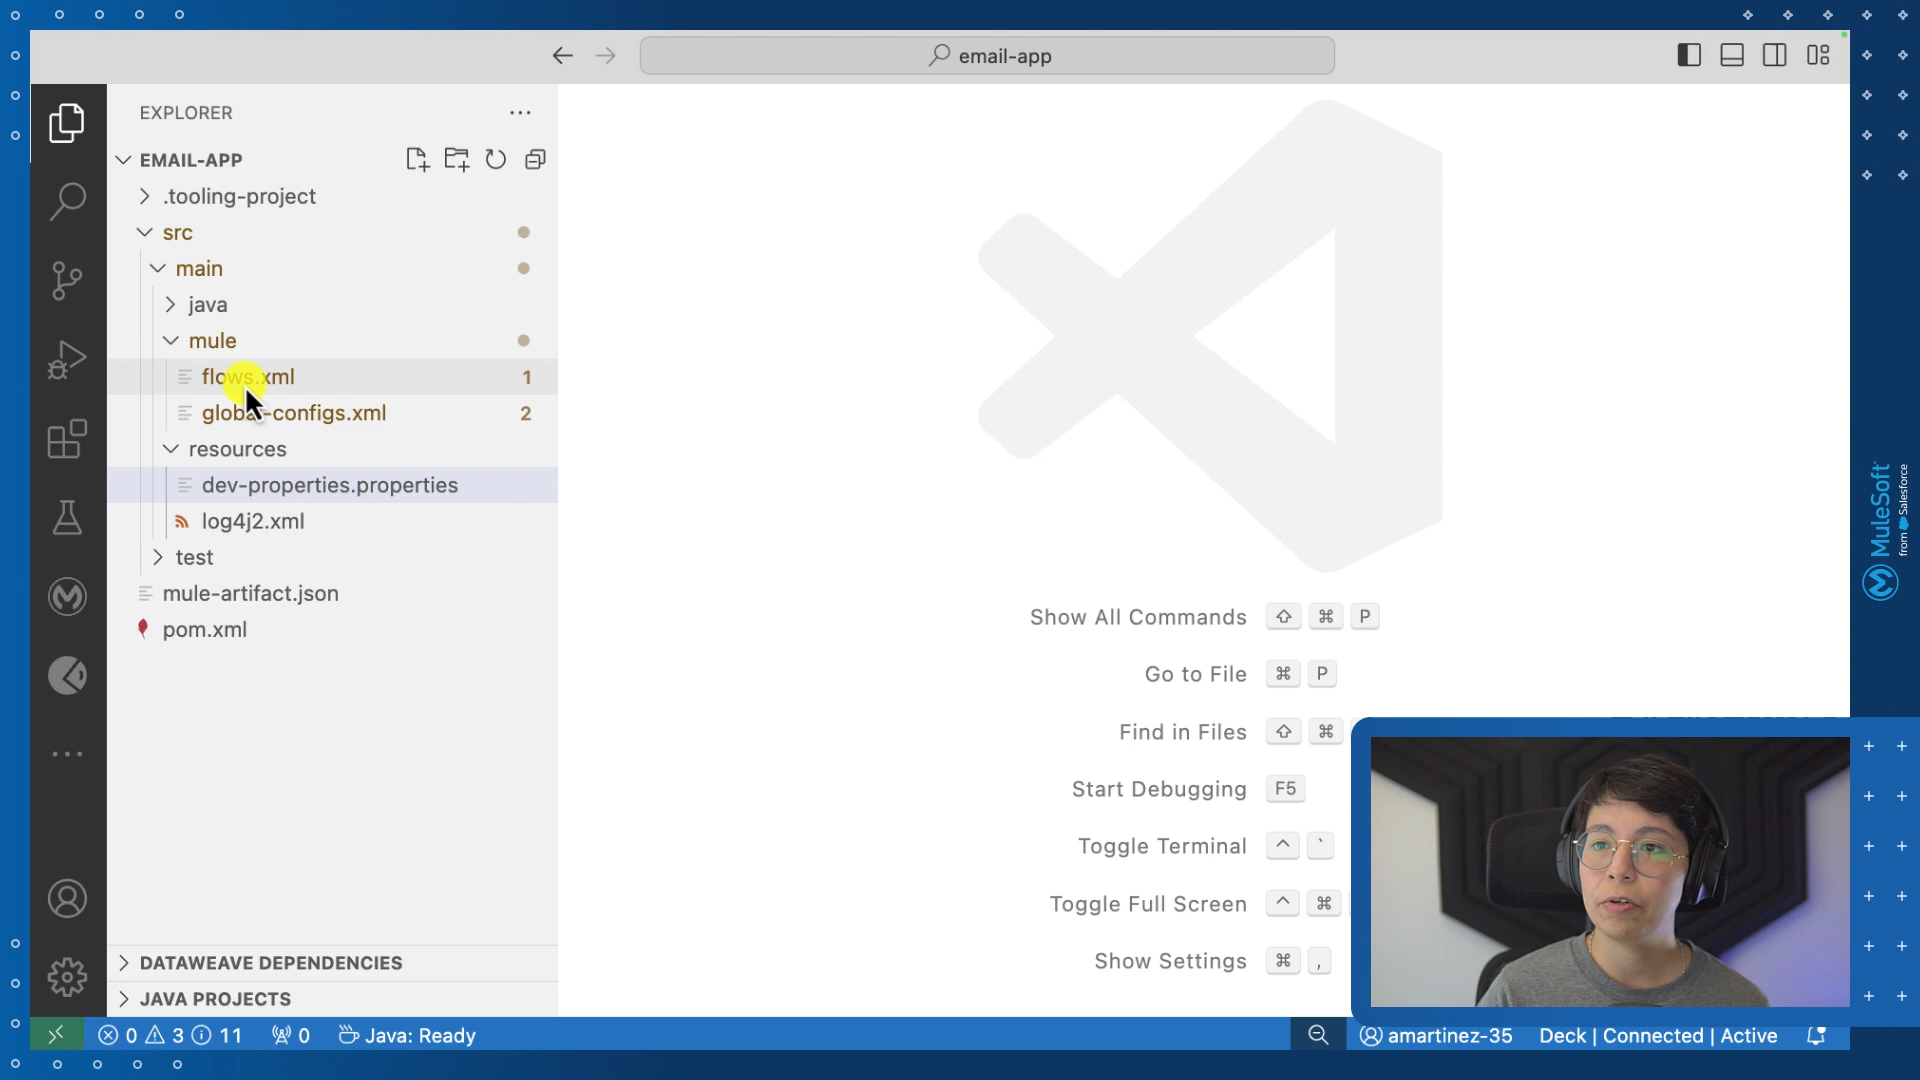 email-app
EXPLORER
EMAIL-APP
.tooling-project
src
main
java
mule
flows.xml 1
global-configs.xml 2
resources
dev-properties.properties
log4j2.xml
test
mule-artifact.json
pom.xml
DATAWEAVE DEPENDENCIES
JAVA PROJECTS
Show All Commands ⇧ ⌘ P
Go to File ⌘ P
Find in Files ⇧ ⌘
Start Debugging F5
Toggle Terminal ^ `
Toggle Full Screen ^ ⌘
Show Settings ⌘ ,
0 3 11 0 Java: Ready amartinez-35 Deck | Connected | Active
MuleSoft
from Salesforce